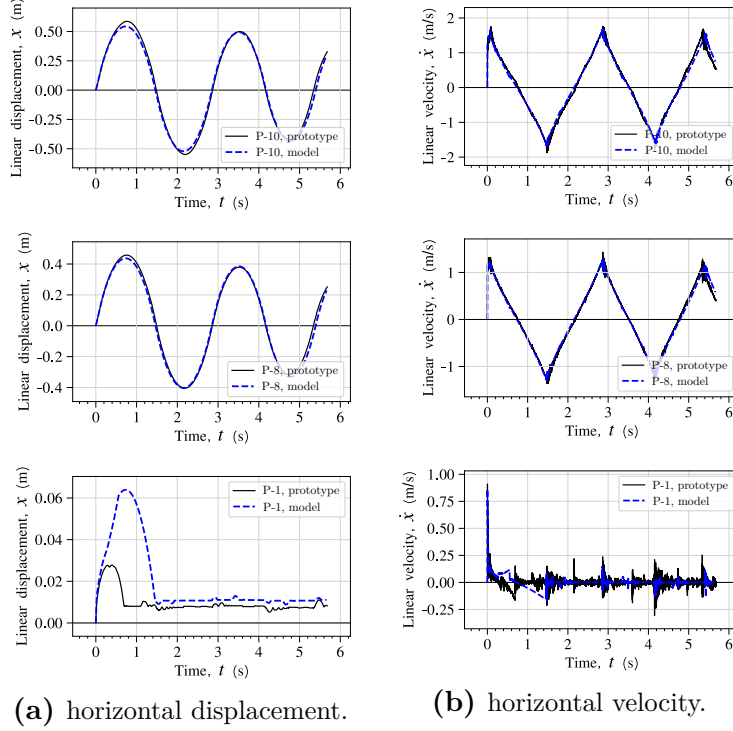 Linear displacement, x (m)
0.50
0.25
0.00
-0.25
-0.50
P-10, prototype
P-10, model
0 1 2 3 4 5 6
Time, t (s)
Linear velocity, ẋ (m/s)
2
1
0
-1
-2
P-10, prototype
P-10, model
0 1 2 3 4 5 6
Time, t (s)
Linear displacement, x (m)
0.4
0.2
0.0
-0.2
-0.4
P-8, prototype
P-8, model
0 1 2 3 4 5 6
Time, t (s)
Linear velocity, ẋ (m/s)
1
0
-1
P-8, prototype
P-8, model
0 1 2 3 4 5 6
Time, t (s)
Linear displacement, x (m)
0.06
0.04
0.02
0.00
P-1, prototype
P-1, model
0 1 2 3 4 5 6
Time, t (s)
Linear velocity, ẋ (m/s)
1.00
0.75
0.50
0.25
0.00
-0.25
P-1, prototype
P-1, model
0 1 2 3 4 5 6
Time, t (s)
(a) horizontal displacement.
(b) horizontal velocity.